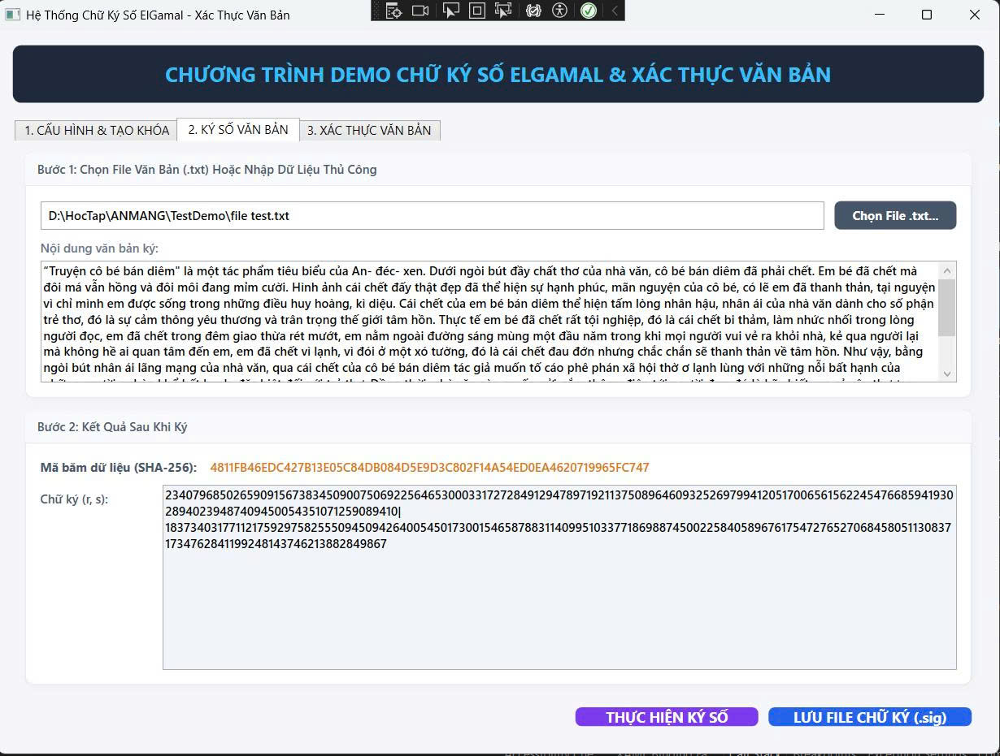 Hệ Thống Chữ Ký Số ElGamal - Xác Thực Văn Bản
CHƯƠNG TRÌNH DEMO CHỮ KÝ SỐ ELGAMAL & XÁC THỰC VĂN BẢN
1. CẤU HÌNH & TẠO KHÓA
2. KÝ SỐ VĂN BẢN
3. XÁC THỰC VĂN BẢN
Bước 1: Chọn File Văn Bản (.txt) Hoặc Nhập Dữ Liệu Thủ Công
D:\HocTap\ANMANG\TestDemo\file test.txt
Chọn File .txt...
Nội dung văn bản ký:
"Truyện cô bé bán diêm" là một tác phẩm tiêu biểu của An- đéc- xen. Dưới ngòi bút đầy chất thơ của nhà văn, cô bé bán diêm đã phải chết. Em bé đã chết mà
đôi má vẫn hồng và đôi môi đang mỉm cười. Hình ảnh cái chết đấy thật đẹp đã thể hiện sự hạnh phúc, mãn nguyện của cô bé, có lẽ em đã thanh thản, tại nguyện
vì chỉ mình em được sống trong những điều huy hoàng, kì diệu. Cái chết của em bé bán diêm thể hiện tấm lòng nhân hậu, nhân ái của nhà văn dành cho số phận
trẻ thơ, đó là sự cảm thông yêu thương và trân trọng thế giới tâm hồn. Thực tế em bé đã chết rất tội nghiệp, đó là cái chết bi thảm, làm nhức nhối trong lòng
người đọc, em đã chết trong đêm giao thừa rét mướt, em nằm ngoài đường sáng mùng một đầu năm trong khi mọi người vui vẻ ra khỏi nhà, kẻ qua người lại
mà không hề ai quan tâm đến em, em đã chết vì lạnh, vì đói ở một xó tường, đó là cái chết đau đớn nhưng chắc chắn sẽ thanh thản về tâm hồn. Như vậy, bằng
ngòi bút nhân ái lãng mạng của nhà văn, qua cái chết của cô bé bán diêm tác giả muốn tố cáo phê phán xã hội thờ ơ lạnh lùng với những nỗi bất hạnh của
Bước 2: Kết Quả Sau Khi Ký
Mã băm dữ liệu (SHA-256): 4811FB46EDC427B13E05C84DB084D5E9D3C802F14A54ED0EA4620719965FC747
Chữ ký (r, s):
23407968502659091567383450900750692256465300033172728491294789719211375089646093252697994120517006561562245476685941930
2894023948740945005435107125908941​0|
1837340317711217592975825550945094264005450173001546587883114099510337718698874500225840589676175472765270684580511308​37
1734762841199248143746213882849867
THỰC HIỆN KÝ SỐ
LƯU FILE CHỮ KÝ (.sig)